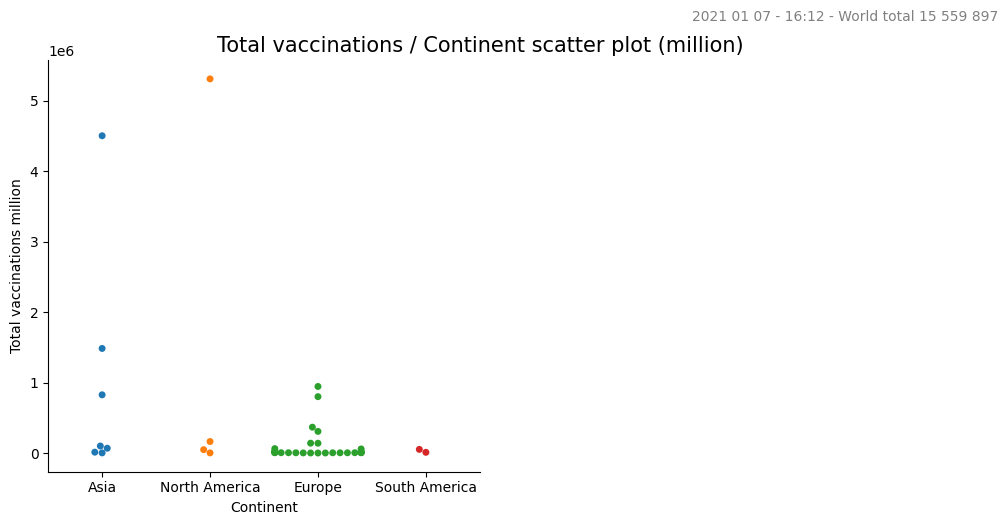 2021 01 07 - 16:12 - World total 15 559 897
Total vaccinations / Continent scatter plot (million)
1e6
5
4
3
2
1
0
Total vaccinations million
Asia North America Europe South America
Continent